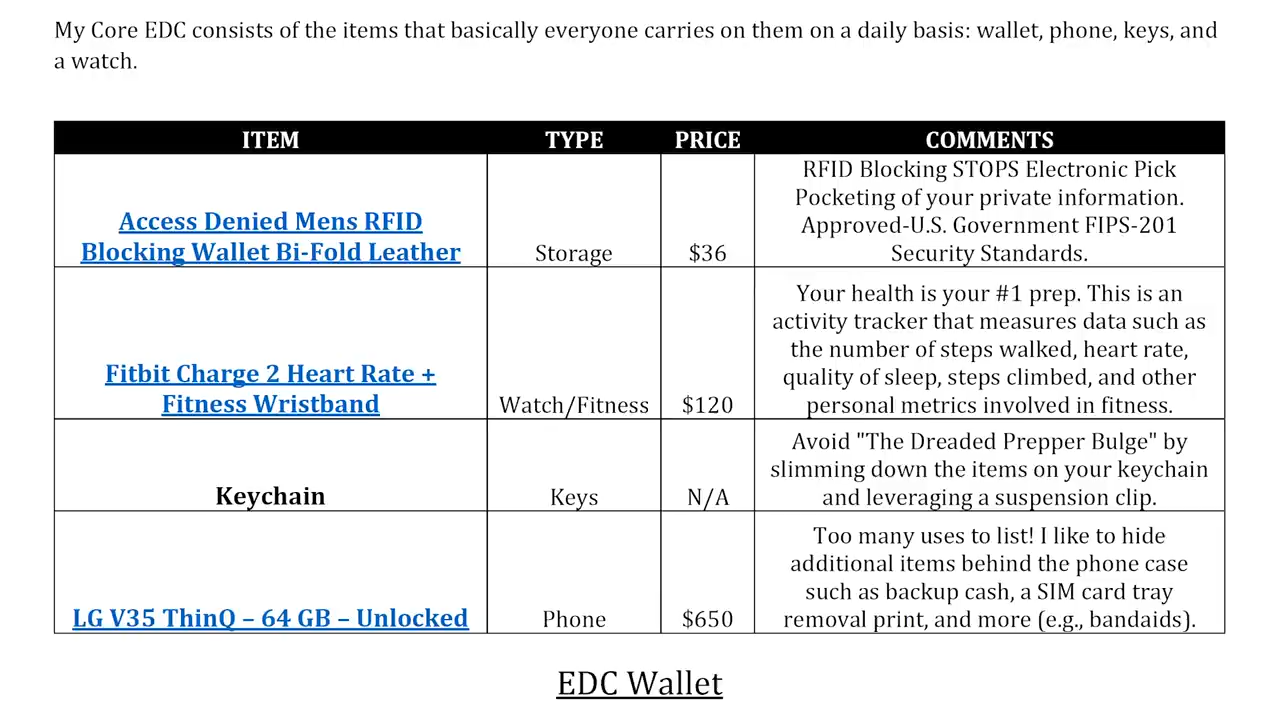 My Core EDC consists of the items that basically everyone carries on them on a daily basis: wallet, phone, keys, and
a watch.
ITEM TYPE PRICE COMMENTS
Access Denied Mens RFID
Blocking Wallet Bi-Fold Leather
Storage
$36
RFID Blocking STOPS Electronic Pick
Pocketing of your private information.
Approved-U.S. Government FIPS-201
Security Standards.
Fitbit Charge 2 Heart Rate +
Fitness Wristband
Watch/Fitness
$120
Your health is your #1 prep. This is an
activity tracker that measures data such as
the number of steps walked, heart rate,
quality of sleep, steps climbed, and other
personal metrics involved in fitness.
Keychain
Keys
N/A
Avoid "The Dreaded Prepper Bulge" by
slimming down the items on your keychain
and leveraging a suspension clip.
LG V35 ThinQ – 64 GB – Unlocked
Phone
$650
Too many uses to list! I like to hide
additional items behind the phone case
such as backup cash, a SIM card tray
removal print, and more (e.g., bandaids).
EDC Wallet